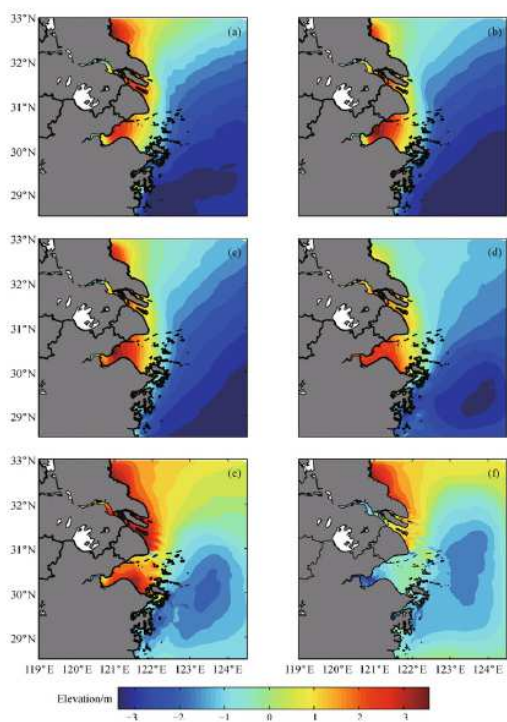 33°N
(a)
(b)
32°N
31°N
30°N
29°N
33°N
(c)
(d)
32°N
31°N
30°N
29°N
33°N
(e)
(f)
32°N
31°N
30°N
29°N
119°E 120°E 121°E 122°E 123°E 124°E 119°E 120°E 121°E 122°E 123°E 124°E
Elevation/m
−3 −2 −1 0 1 2 3